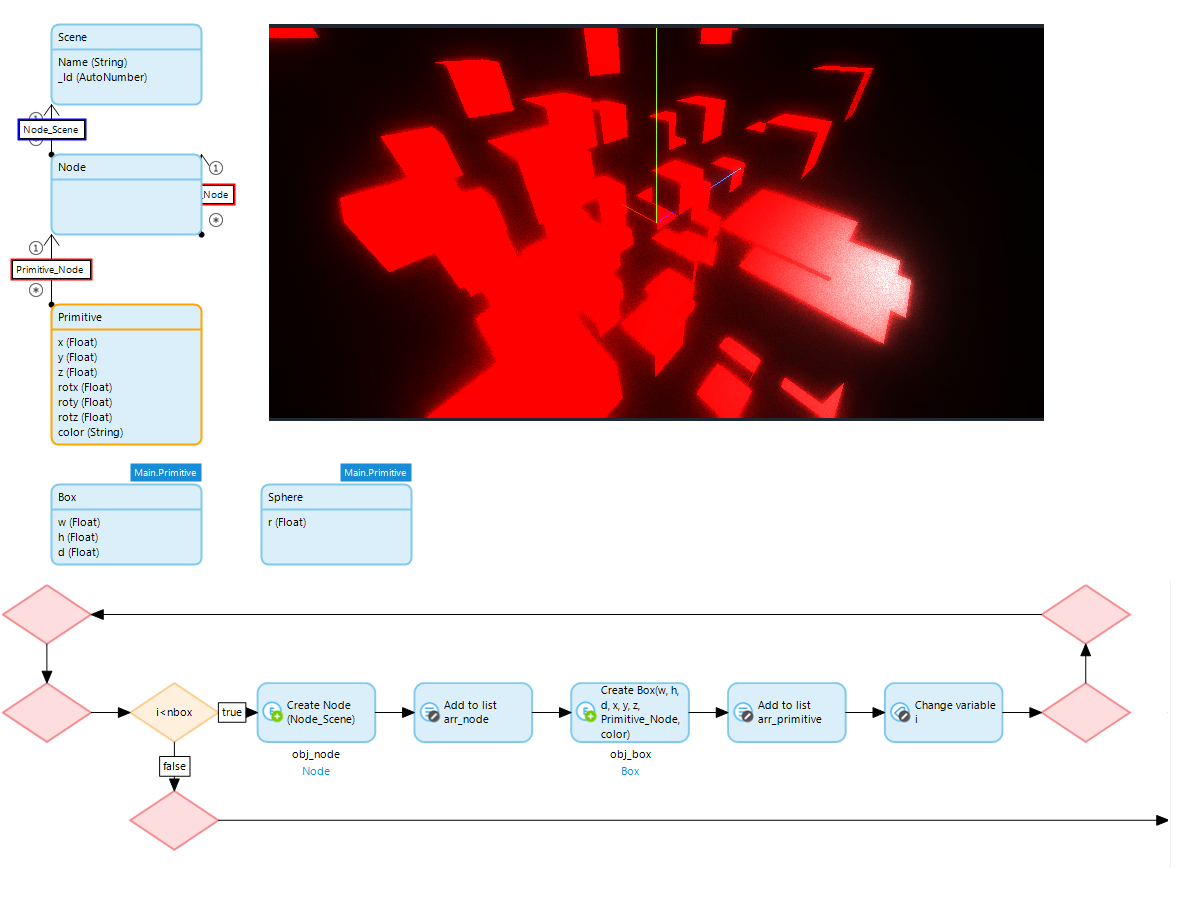 Scene
Name (String)
_Id (AutoNumber)
Node_Scene
Node
1
_Node
*
1
Primitive_Node
*
Primitive
x (Float)
y (Float)
z (Float)
rotx (Float)
roty (Float)
rotz (Float)
color (String)
Main.Primitive
Main.Primitive
Box
w (Float)
h (Float)
d (Float)
Sphere
r (Float)
i<nbox
true
false
Create Node
(Node_Scene)
obj_node
Node
Add to list
arr_node
Create Box(w, h,
d, x, y, z,
Primitive_Node,
color)
obj_box
Box
Add to list
arr_primitive
Change variable
i